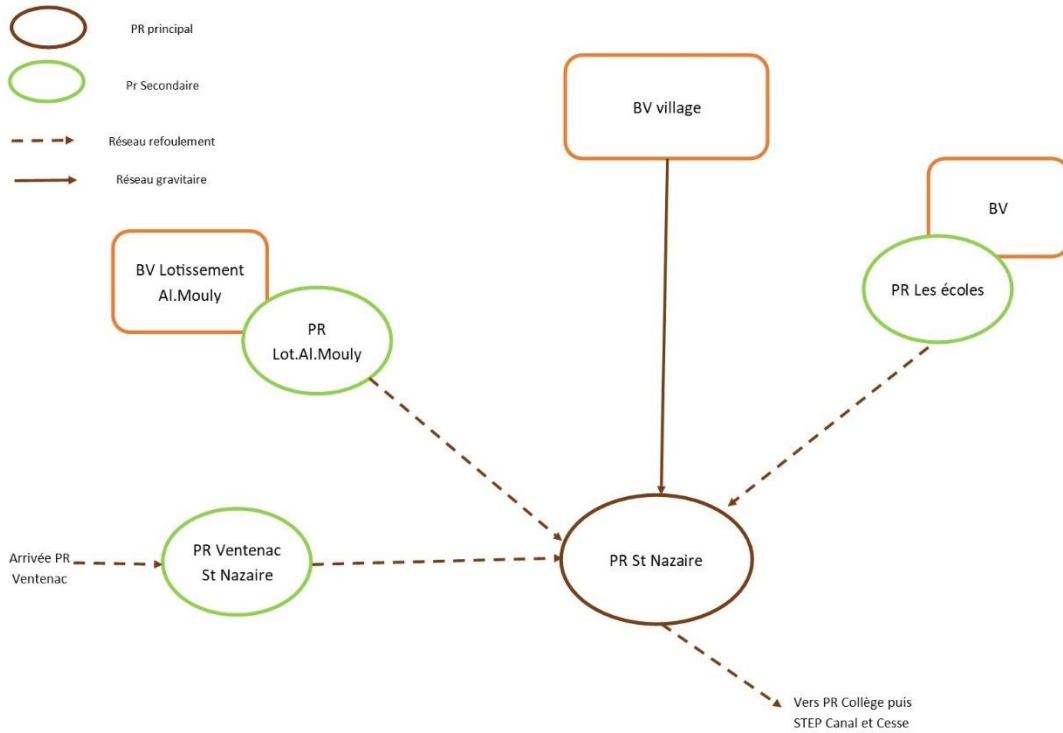 PR principal
Pr Secondaire
Réseau refoulement
Réseau gravitaire
BV village
BV
PR Les écoles
BV Lotissement
Al.Mouly
PR
Lot.Al.Mouly
Arrivée PR
Ventenac
PR Ventenac
St Nazaire
PR St Nazaire
Vers PR Collège puis
STEP Canal et Cesse